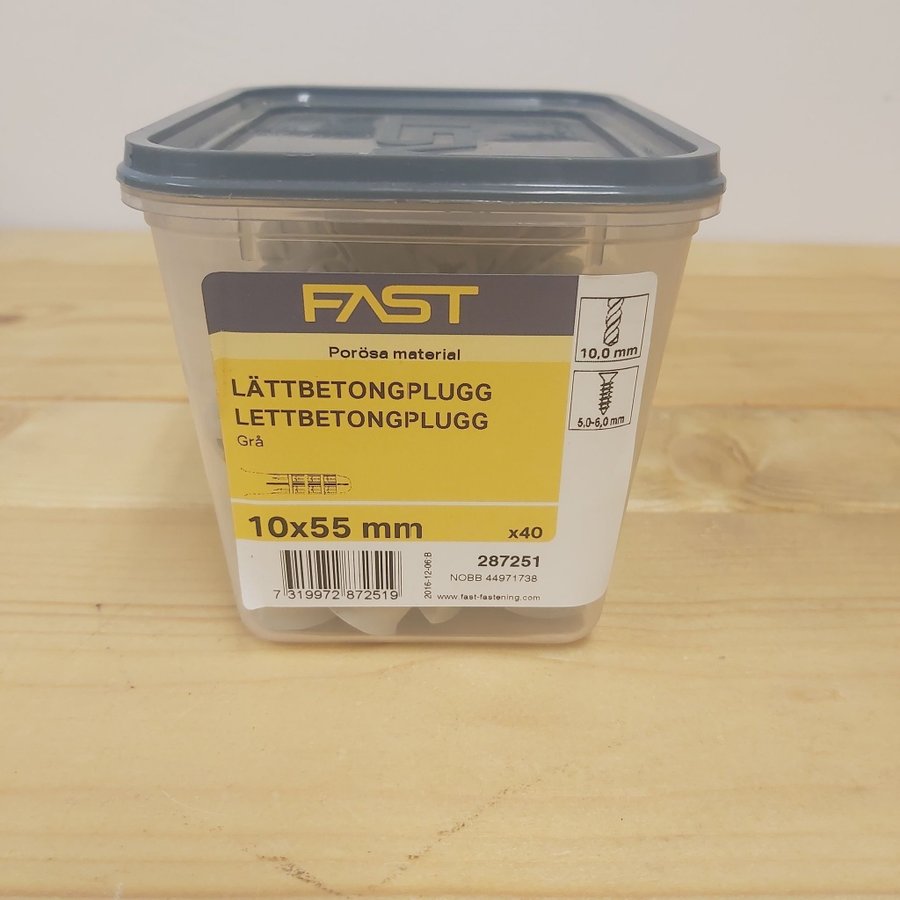 FAST
Porösa material
LÄTTBETONGPLUGG
LETTBETONGPLUGG
Grå
10x55 mm
x40
10,0 mm
5,0-6,0 mm
287251
NOBB 44971738
www.fast-fastening.com
2016-12-06:B
7 319972 872519